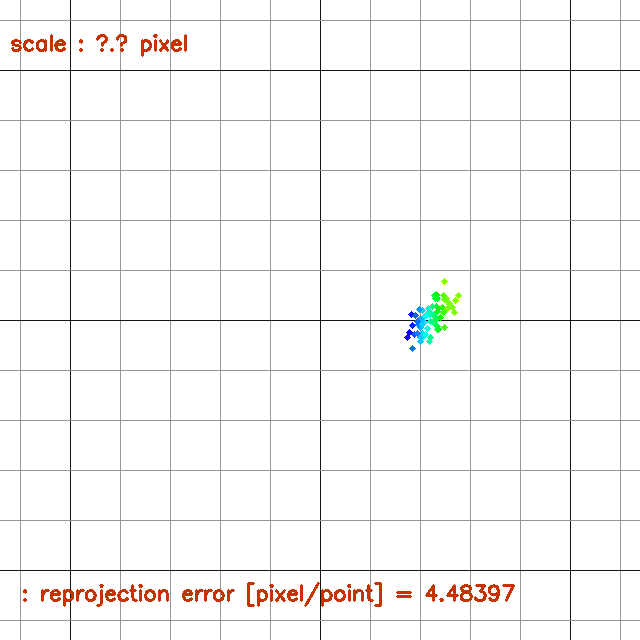 scale : ?.? pixel
: reprojection error [pixel/point] = 4.48397